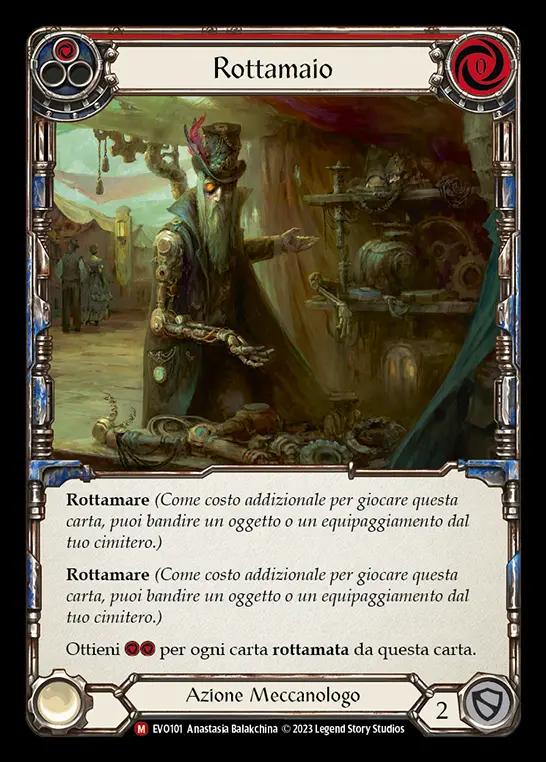 Rottamaio
0
Rottamare (Come costo addizionale per giocare questa
carta, puoi bandire un oggetto o un equipaggiamento dal
tuo cimitero.)
Rottamare (Come costo addizionale per giocare questa
carta, puoi bandire un oggetto o un equipaggiamento dal
tuo cimitero.)
Ottieni per ogni carta rottamata da questa carta.
Azione Meccanologo
2
M EVO101 Anastasia Balakchina © 2023 Legend Story Studios